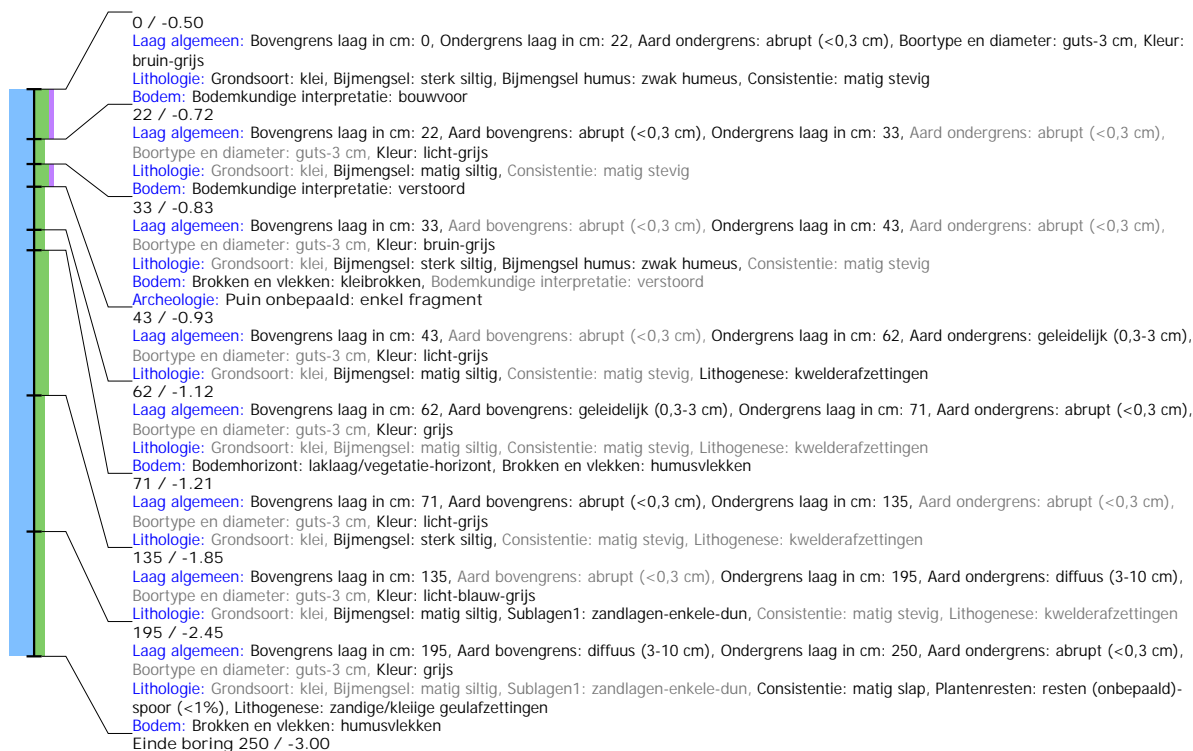 0 / -0.50
Laag algemeen: Bovengrens laag in cm: 0, Ondergrens laag in cm: 22, Aard ondergrens: abrupt (<0,3 cm), Boortype en diameter: guts-3 cm, Kleur:
bruin-grijs
Lithologie: Grondsoort: klei, Bijmengsel: sterk siltig, Bijmengsel humus: zwak humeus, Consistentie: matig stevig
Bodem: Bodemkundige interpretatie: bouwvoor
22 / -0.72
Laag algemeen: Bovengrens laag in cm: 22, Aard bovengrens: abrupt (<0,3 cm), Ondergrens laag in cm: 33, Aard ondergrens: abrupt (<0,3 cm),
Boortype en diameter: guts-3 cm, Kleur: licht-grijs
Lithologie: Grondsoort: klei, Bijmengsel: matig siltig, Consistentie: matig stevig
Bodem: Bodemkundige interpretatie: verstoord
33 / -0.83
Laag algemeen: Bovengrens laag in cm: 33, Aard bovengrens: abrupt (<0,3 cm), Ondergrens laag in cm: 43, Aard ondergrens: abrupt (<0,3 cm),
Boortype en diameter: guts-3 cm, Kleur: bruin-grijs
Lithologie: Grondsoort: klei, Bijmengsel: sterk siltig, Bijmengsel humus: zwak humeus, Consistentie: matig stevig
Bodem: Brokken en vlekken: kleibrokken, Bodemkundige interpretatie: verstoord
Archeologie: Puin onbepaald: enkel fragment
43 / -0.93
Laag algemeen: Bovengrens laag in cm: 43, Aard bovengrens: abrupt (<0,3 cm), Ondergrens laag in cm: 62, Aard ondergrens: geleidelijk (0,3-3 cm),
Boortype en diameter: guts-3 cm, Kleur: licht-grijs
Lithologie: Grondsoort: klei, Bijmengsel: matig siltig, Consistentie: matig stevig, Lithogenese: kwelderafzettingen
62 / -1.12
Laag algemeen: Bovengrens laag in cm: 62, Aard bovengrens: geleidelijk (0,3-3 cm), Ondergrens laag in cm: 71, Aard ondergrens: abrupt (<0,3 cm),
Boortype en diameter: guts-3 cm, Kleur: grijs
Lithologie: Grondsoort: klei, Bijmengsel: matig siltig, Consistentie: matig stevig, Lithogenese: kwelderafzettingen
Bodem: Bodemhorizont: laklaag/vegetatie-horizont, Brokken en vlekken: humusvlekken
71 / -1.21
Laag algemeen: Bovengrens laag in cm: 71, Aard bovengrens: abrupt (<0,3 cm), Ondergrens laag in cm: 135, Aard ondergrens: abrupt (<0,3 cm),
Boortype en diameter: guts-3 cm, Kleur: licht-grijs
Lithologie: Grondsoort: klei, Bijmengsel: sterk siltig, Consistentie: matig stevig, Lithogenese: kwelderafzettingen
135 / -1.85
Laag algemeen: Bovengrens laag in cm: 135, Aard bovengrens: abrupt (<0,3 cm), Ondergrens laag in cm: 195, Aard ondergrens: diffuus (3-10 cm),
Boortype en diameter: guts-3 cm, Kleur: licht-blauw-grijs
Lithologie: Grondsoort: klei, Bijmengsel: matig siltig, Sublagen1: zandlagen-enkele-dun, Consistentie: matig stevig, Lithogenese: kwelderafzettingen
195 / -2.45
Laag algemeen: Bovengrens laag in cm: 195, Aard bovengrens: diffuus (3-10 cm), Ondergrens laag in cm: 250, Aard ondergrens: abrupt (<0,3 cm),
Boortype en diameter: guts-3 cm, Kleur: grijs
Lithologie: Grondsoort: klei, Bijmengsel: matig siltig, Sublagen1: zandlagen-enkele-dun, Consistentie: matig slap, Plantenresten: resten (onbepaald)-
spoor (<1%), Lithogenese: zandige/kleiige geulafzettingen
Bodem: Brokken en vlekken: humusvlekken
Einde boring 250 / -3.00